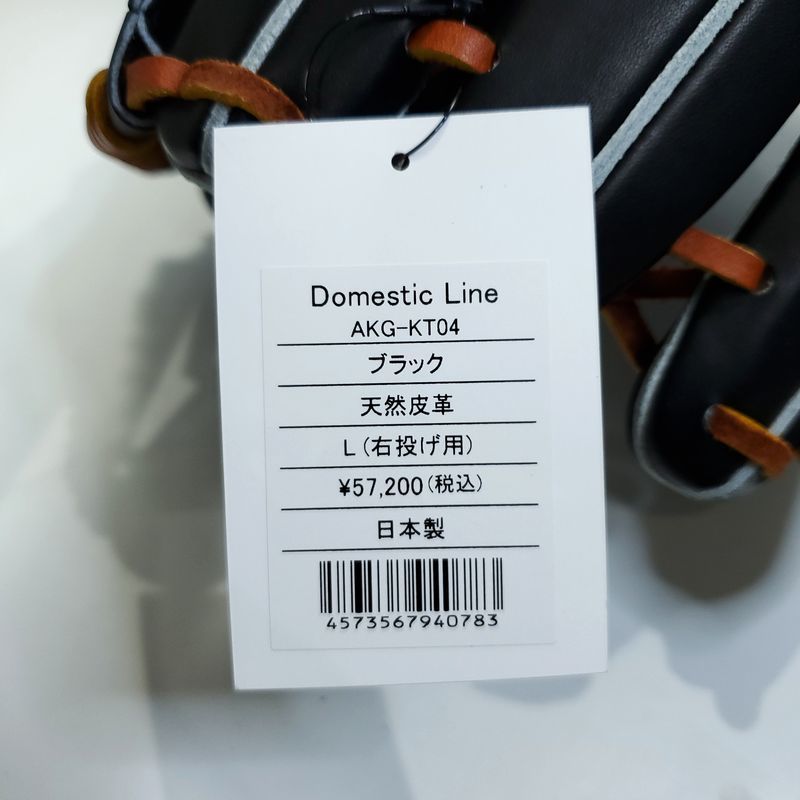 Domestic Line
AKG-KT04
ブラック
天然皮革
L(右投げ用)
¥57,200(税込)
日本製
4573567940783